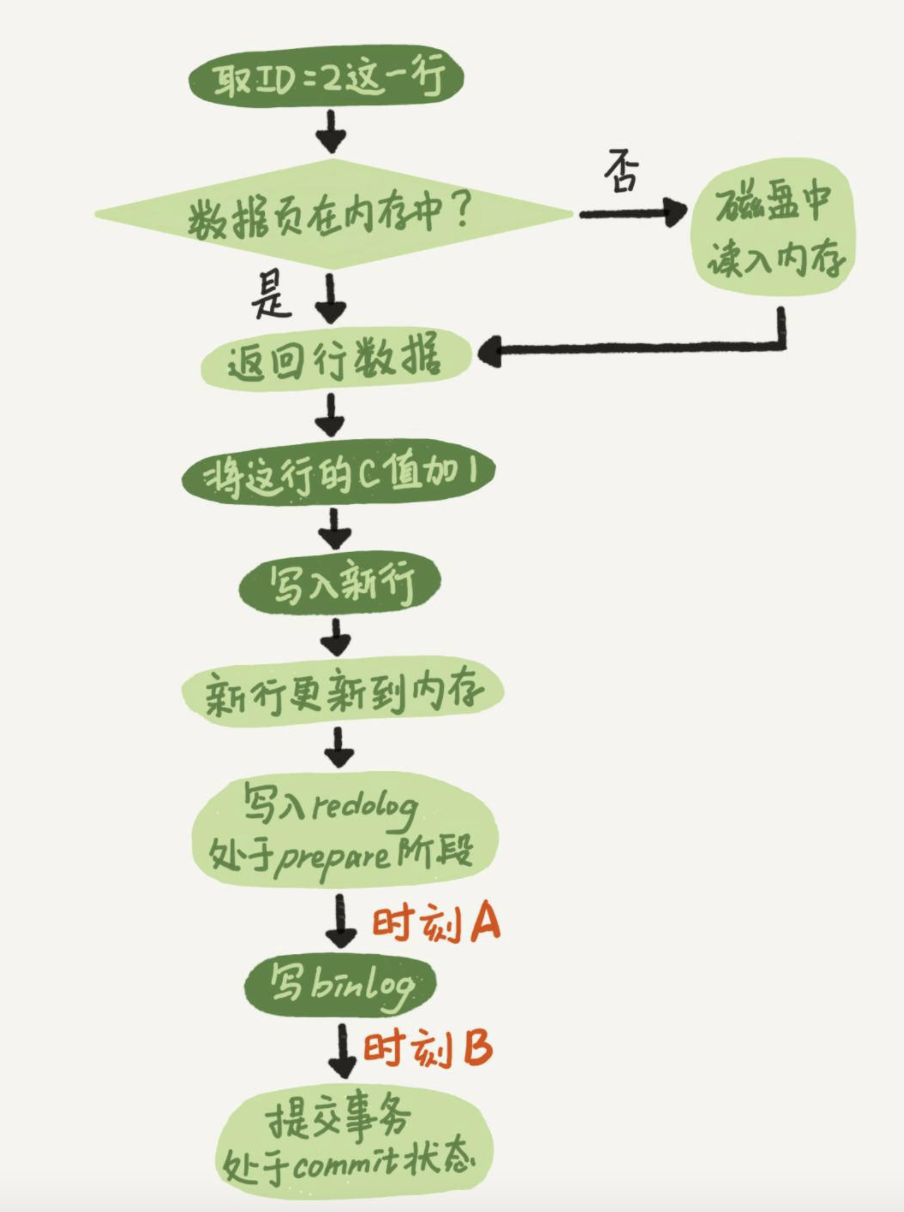 取ID=2这一行
数据页在内存中？
否
磁盘中
读入内存
是
返回行数据
将这行的C值加1
写入新行
新行更新到内存
写入redolog
处于prepare阶段
时刻A
写binlog
时刻B
提交事务
处于commit状态